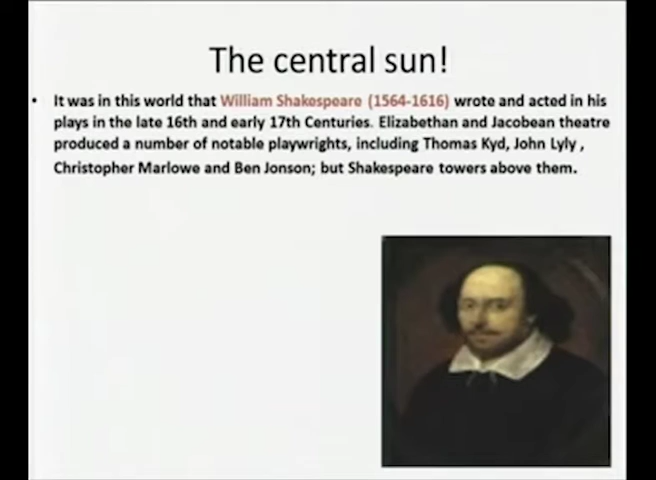 The central sun!
• It was in this world that William Shakespeare (1564-1616) wrote and acted in his
plays in the late 16th and early 17th Centuries. Elizabethan and Jacobean theatre
produced a number of notable playwrights, including Thomas Kyd, John Lyly ,
Christopher Marlowe and Ben Jonson; but Shakespeare towers above them.